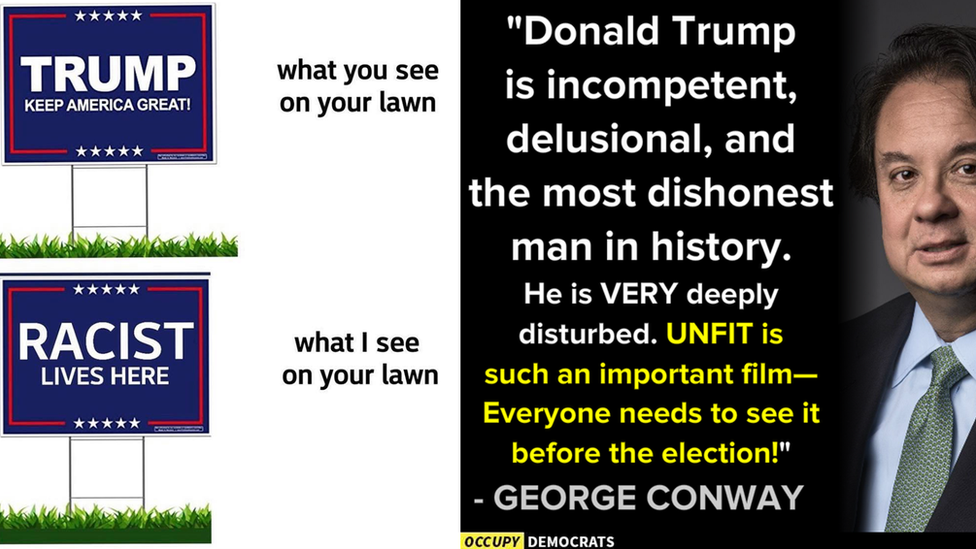 TRUMP
KEEP AMERICA GREAT!
what you see
on your lawn
RACIST
LIVES HERE
what I see
on your lawn
"Donald Trump
is incompetent,
delusional, and
the most dishonest
man in history.
He is VERY deeply
disturbed. UNFIT is
such an important film—
Everyone needs to see it
before the election!"
- GEORGE CONWAY
OCCUPY DEMOCRATS